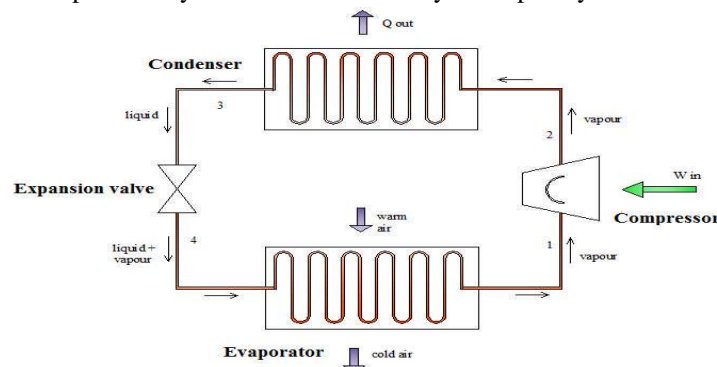 Q out
Condenser
3
liquid
2
vapour
Expansion valve
W in
Compressor
warm
air
4
1
liquid +
vapour
vapour
Evaporator
cold air